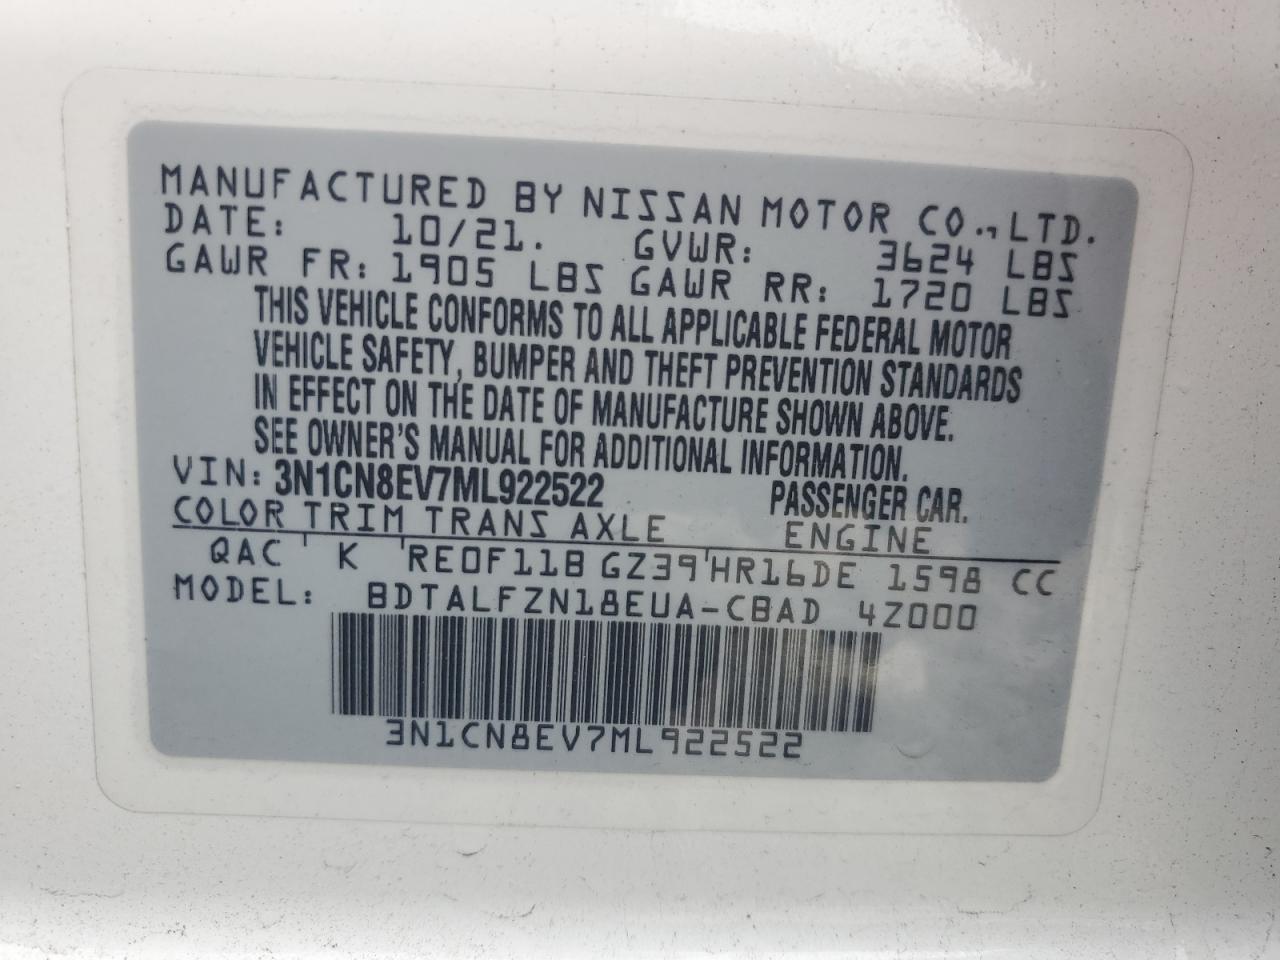 MANUFACTURED BY NISSAN MOTOR CO., LTD.
DATE: 10/21. GVWR: 3624 LBS
GAWR FR: 1905 LBS GAWR RR: 1720 LBS
THIS VEHICLE CONFORMS TO ALL APPLICABLE FEDERAL MOTOR
VEHICLE SAFETY, BUMPER AND THEFT PREVENTION STANDARDS
IN EFFECT ON THE DATE OF MANUFACTURE SHOWN ABOVE.
SEE OWNER'S MANUAL FOR ADDITIONAL INFORMATION.
VIN: 3N1CN8EV7ML922522 PASSENGER CAR.
COLOR TRIM TRANS AXLE ENGINE
QAC K RE0F11B GZ39 HR16DE 1598 CC
MODEL: BDTALFZN18EUA-CBAD 4Z000
3N1CN8EV7ML922522